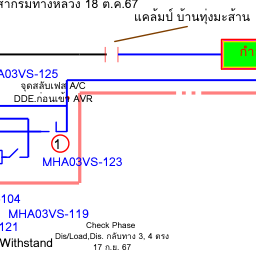 สากรมทางหลวง 18 ต.ค.67
แคล้มป์ บ้านทุ่งมะส้าน
กำ
A03VS-125
จุดสลับเฟส A/C
DDE.ก่อนเข้า AVR
1
MHA03VS-123
104
MHA03VS-119
121
Check Phase
Withstand
Dis/Load,Dis. กลับทาง 3, 4 ตรง
17 ก.ย. 67